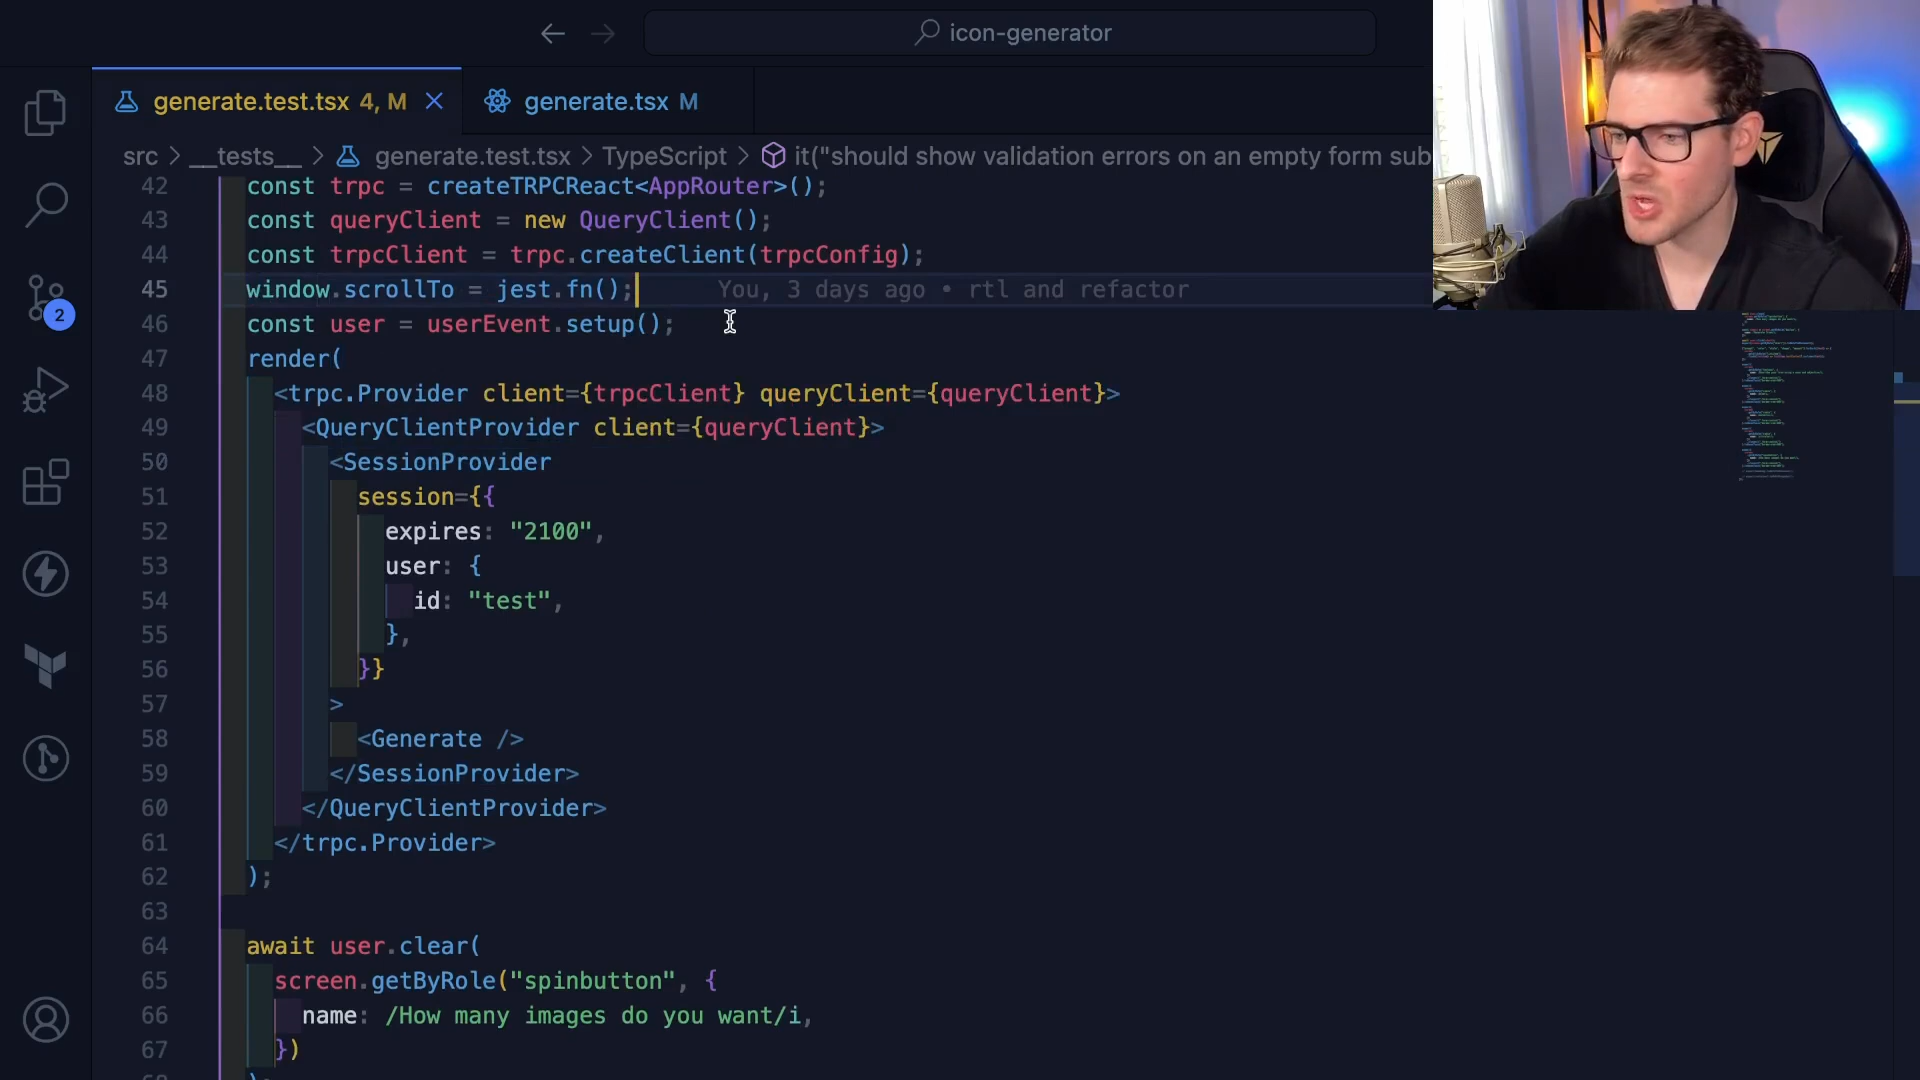 icon-generator
generate.test.tsx 4, M
generate.tsx M
src > __tests__ > generate.test.tsx > TypeScript > it("should show validation errors on an empty form sub
42 const trpc = createTRPCReact<AppRouter>();
43 const queryClient = new QueryClient();
44 const trpcClient = trpc.createClient(trpcConfig);
45 window.scrollTo = jest.fn(); You, 3 days ago • rtl and refactor
46 const user = userEvent.setup();
47 render(
48 <trpc.Provider client={trpcClient} queryClient={queryClient}>
49 <QueryClientProvider client={queryClient}>
50 <SessionProvider
51 session={{
52 expires: "2100",
53 user: {
54 id: "test",
55 },
56 }}
57 >
58 <Generate />
59 </SessionProvider>
60 </QueryClientProvider>
61 </trpc.Provider>
62 );
63
64 await user.clear(
65 screen.getByRole("spinbutton", {
66 name: /How many images do you want/i,
67 })
2